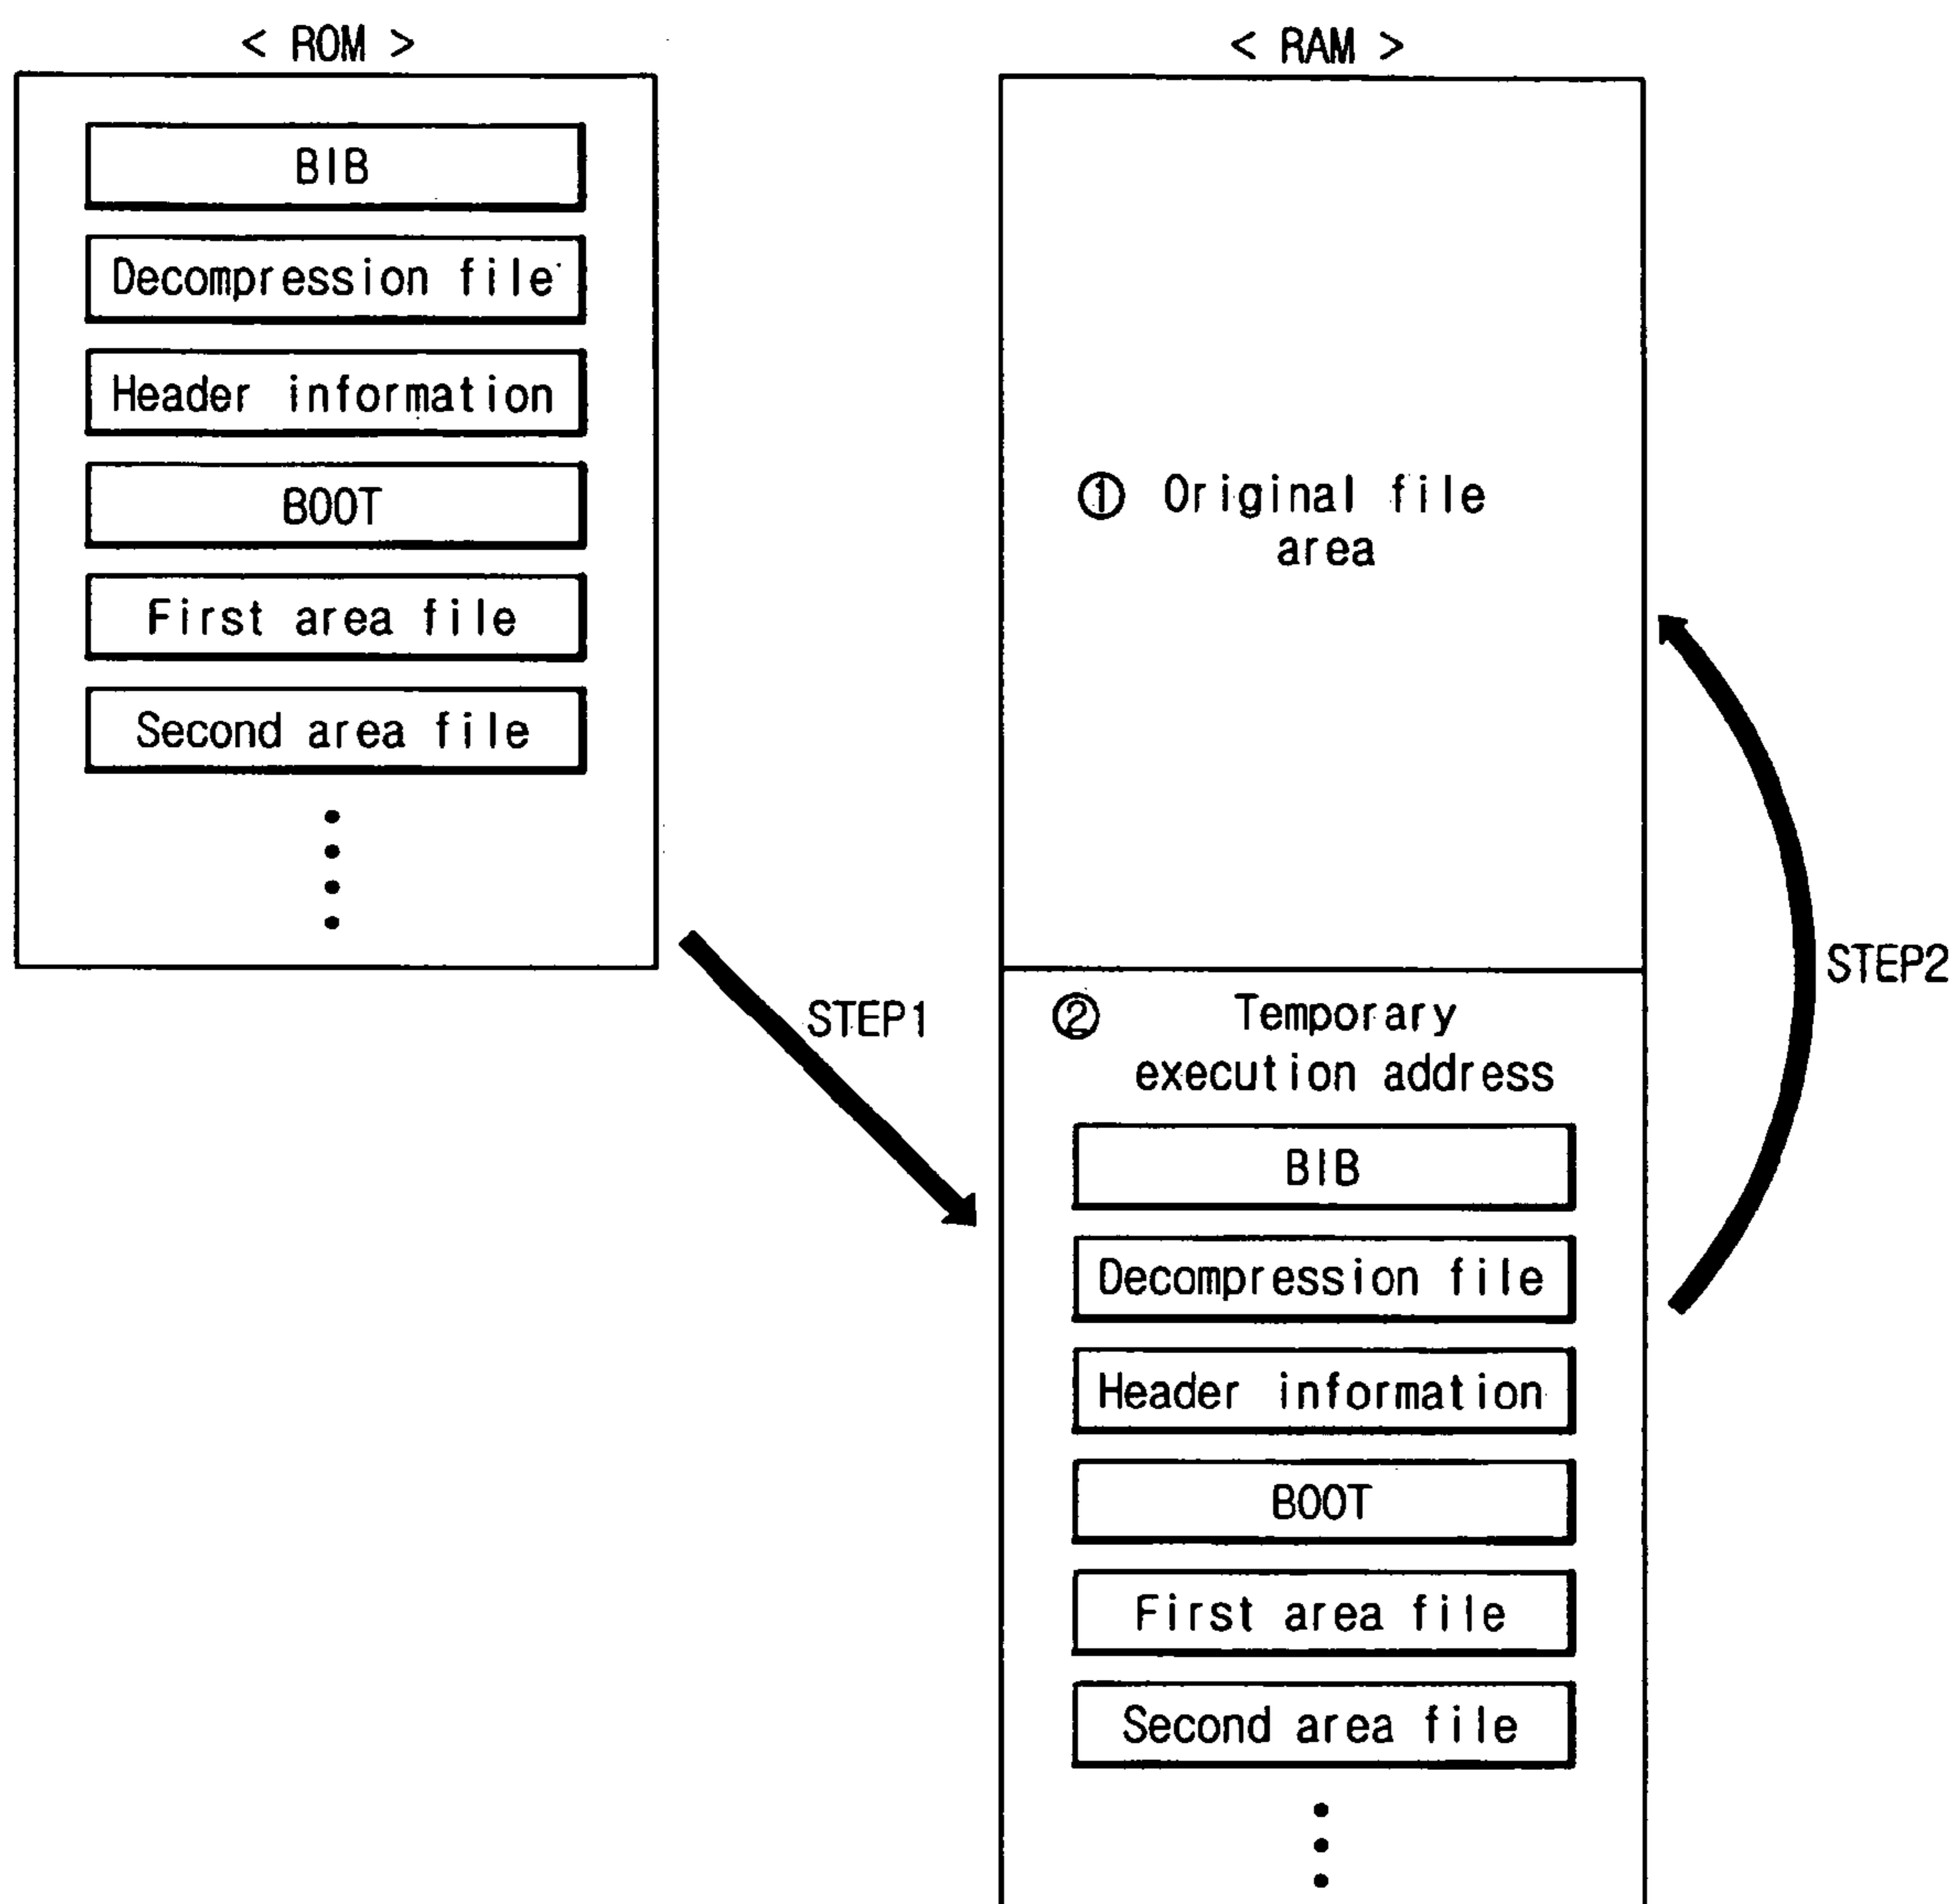 < ROM >
BIB
Decompression file
Header information
BOOT
First area file
Second area file
STEP1
< RAM >
① Original file
area
② Temporary
execution address
BIB
Decompression file
Header information
BOOT
First area file
Second area file
STEP2